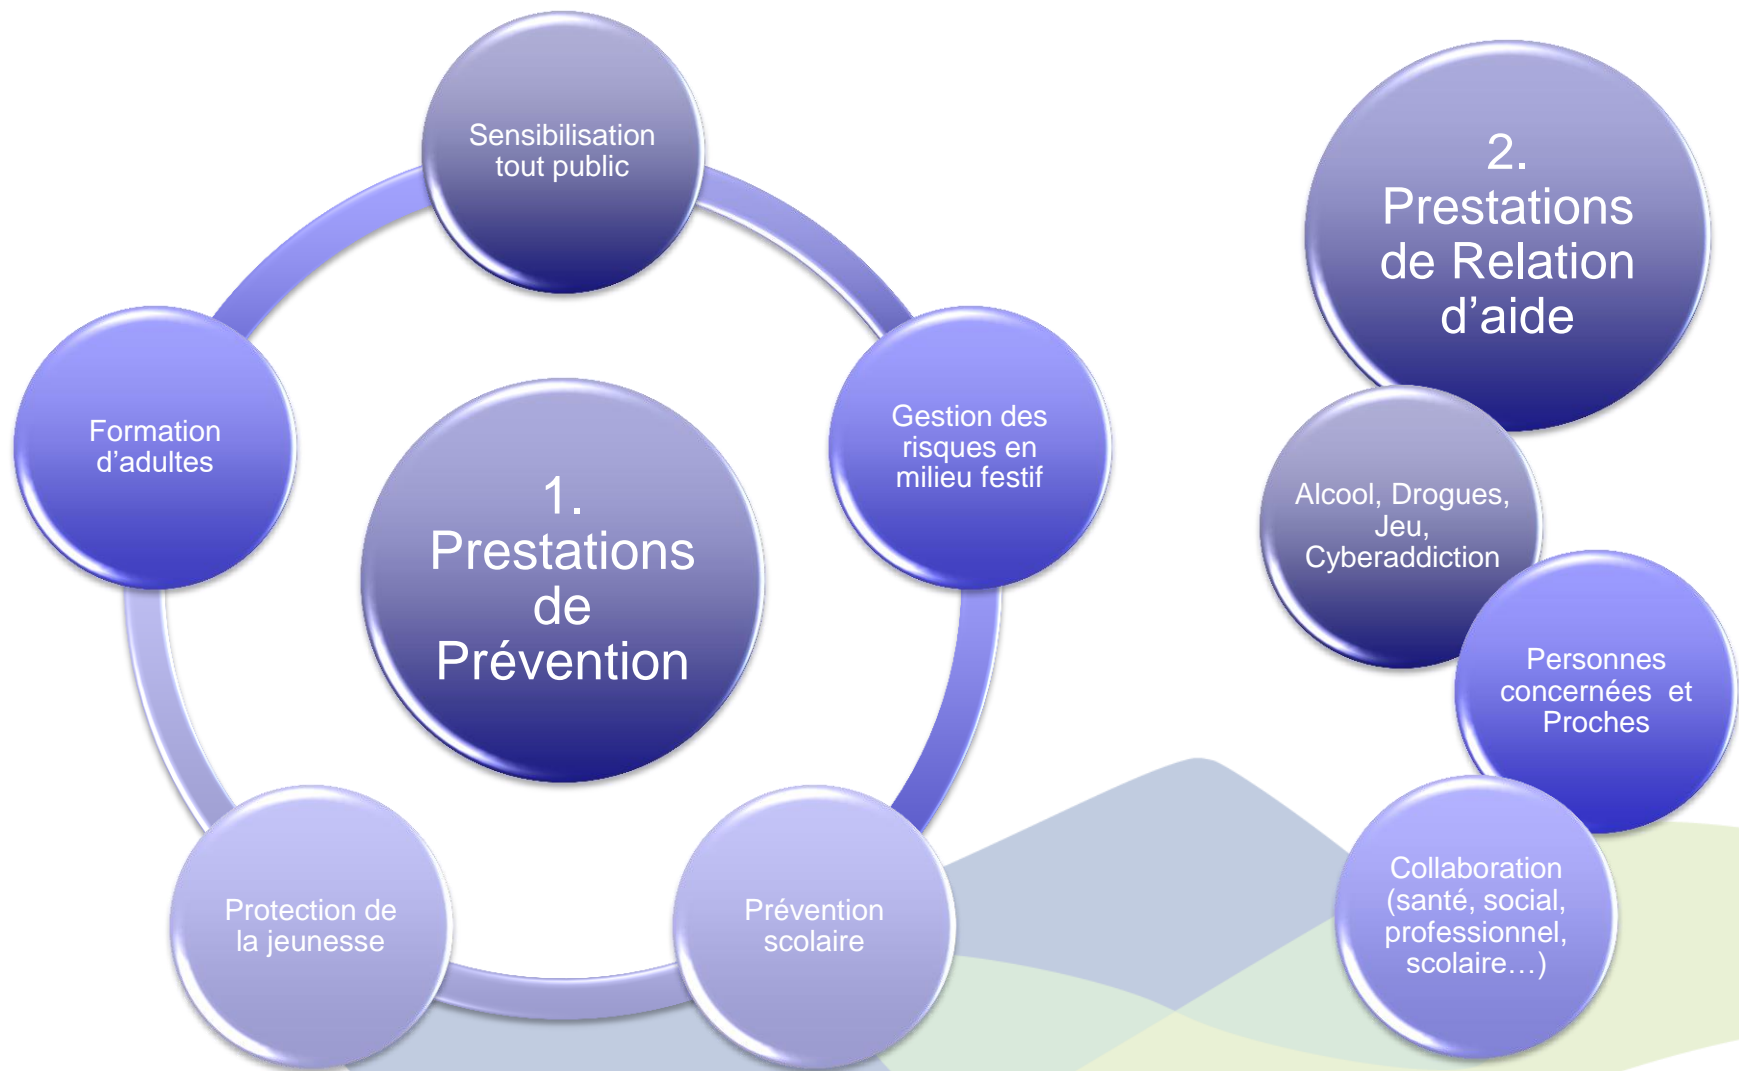 Sensibilisation
tout public
Formation
d’adultes
Gestion des
risques en
milieu festif
1.
Prestations
de
Prévention
Protection de
la jeunesse
Prévention
scolaire
2.
Prestations
de Relation
d’aide
Alcool, Drogues,
Jeu,
Cyberaddiction
Personnes
concernées  et
Proches
Collaboration
(santé, social,
professionnel,
scolaire…)